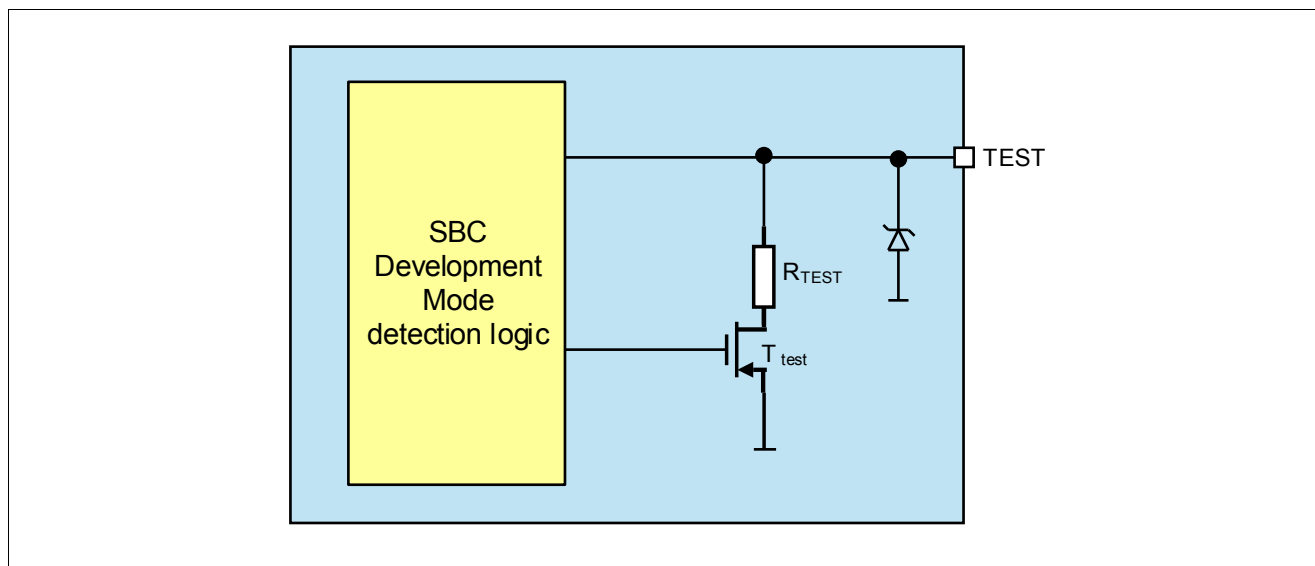 SBC
Development
Mode
detection logic
TEST
RTEST
T test